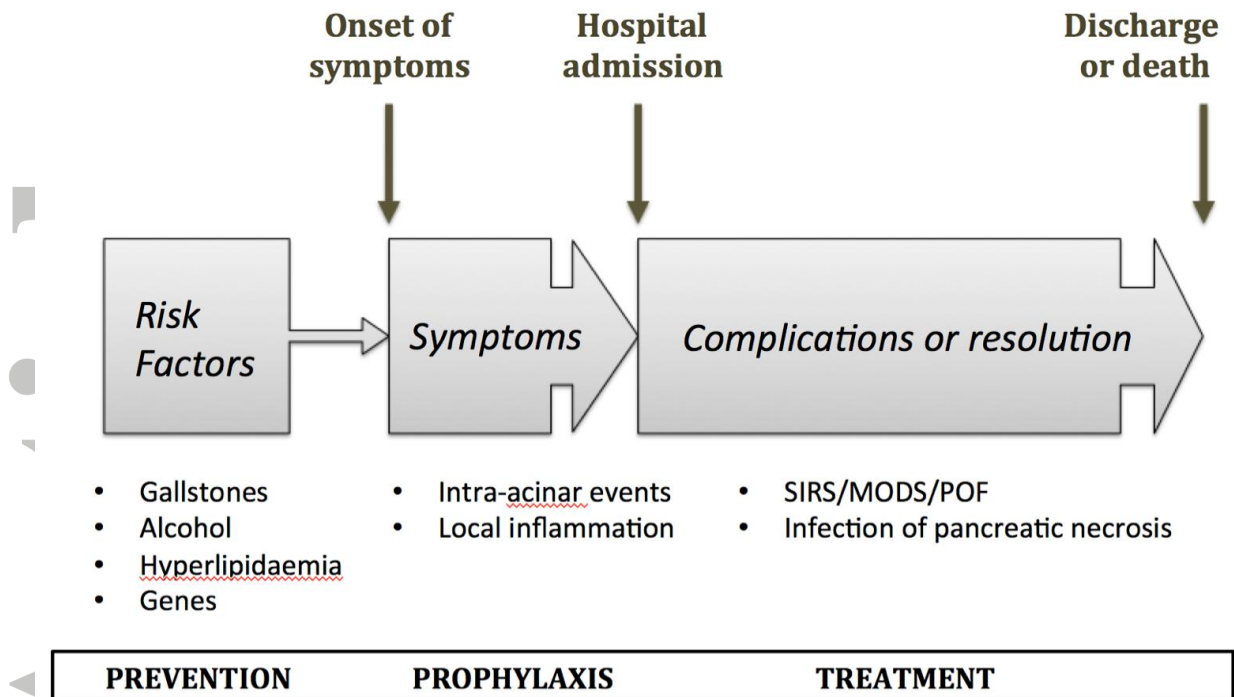 Onset of
symptoms
Hospital
admission
Discharge
or death
Risk
Factors
Symptoms
Complications or resolution
• Gallstones
• Alcohol
• Hyperlipidaemia
• Genes
• Intra-acinar events
• Local inflammation
• SIRS/MODS/POF
• Infection of pancreatic necrosis
PREVENTION PROPHYLAXIS TREATMENT